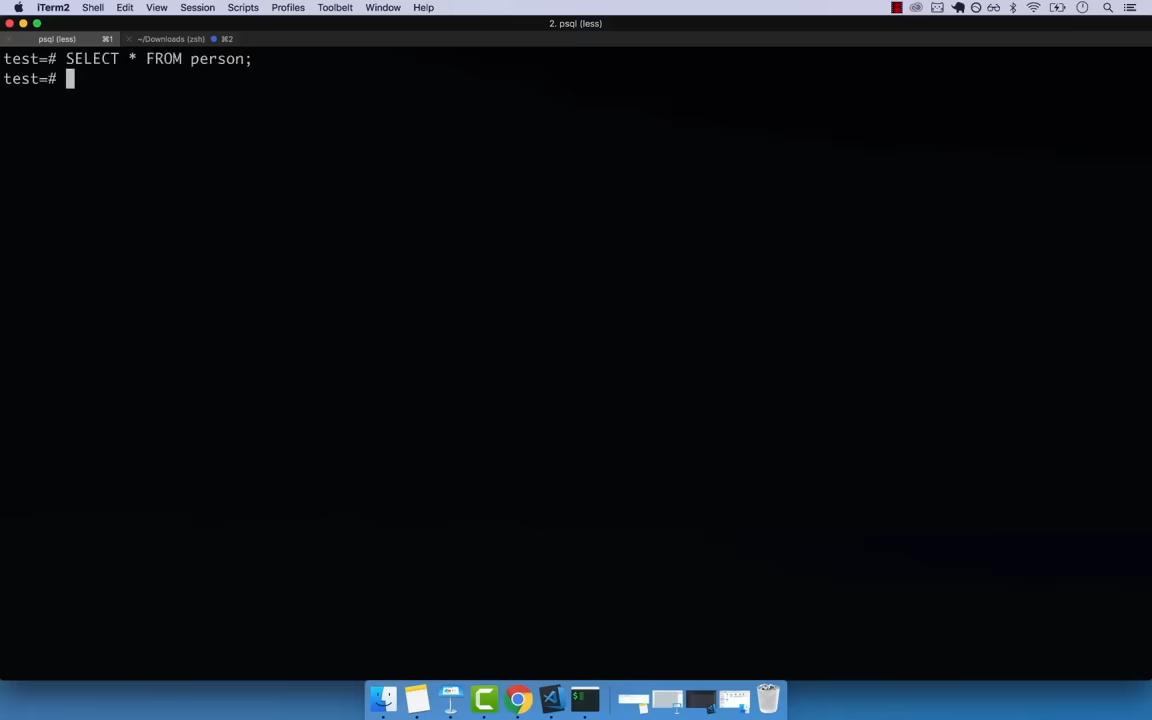 iTerm2 Shell Edit View Session Scripts Profiles Toolbelt Window Help
2. psql (less)
psql (less) ⌘1 ~/Downloads (zsh) ⌘2
test=# SELECT * FROM person;
test=#